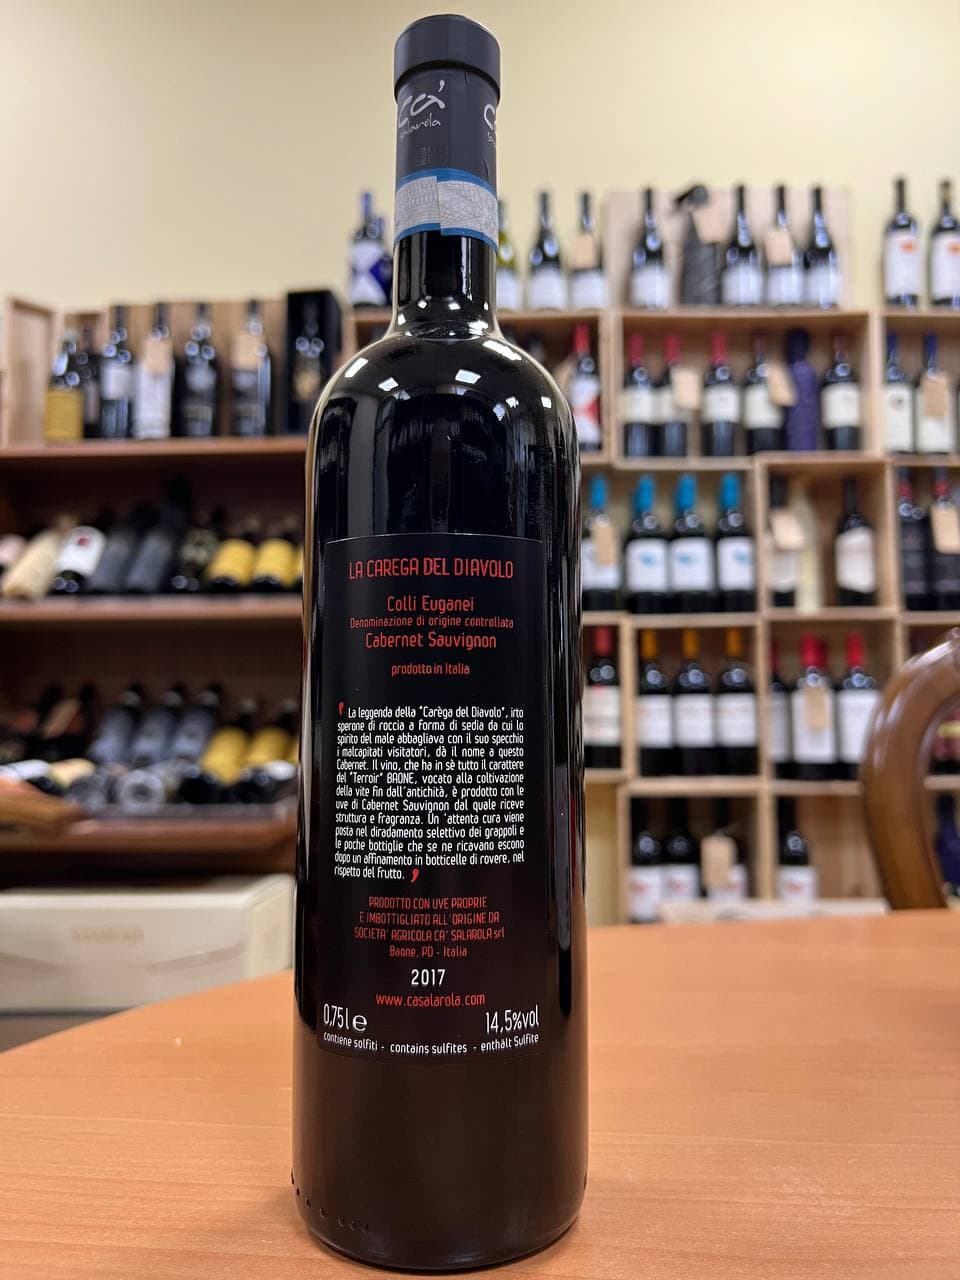 Ca'
salarola
LA CAREGA DEL DIAVOLO
Colli Euganei
Denominazione di origine controllata
Cabernet Sauvignon
prodotto in Italia
' La leggenda della "Carèga del Diavolo", irto
sperone di roccia a forma di sedia da cui lo
spirito del male abbagliava con il suo specchio
i malcapitati visitatori, dà il nome a questo
Cabernet. Il vino, che ha in sè tutto il carattere
del "Terroir" BAONE, vocato alla coltivazione
della vite fin dall'antichità, è prodotto con le
uve di Cabernet Sauvignon dal quale riceve
struttura e fragranza. Un 'attenta cura viene
posta nel diradamento selettivo dei grappoli e
le poche bottiglie che se ne ricavano escono
dopo un affinamento in botticelle di rovere, nel
rispetto del frutto. '
PRODOTTO CON UVE PROPRIE
E IMBOTTIGLIATO ALL'ORIGINE DA
SOCIETA' AGRICOLA CA' SALAROLA srl
Baone, PD - Italia
2017
www.casalarola.com
0,75 l e 14,5%vol
contiene solfiti - contains sulfites - enthält Sulfite